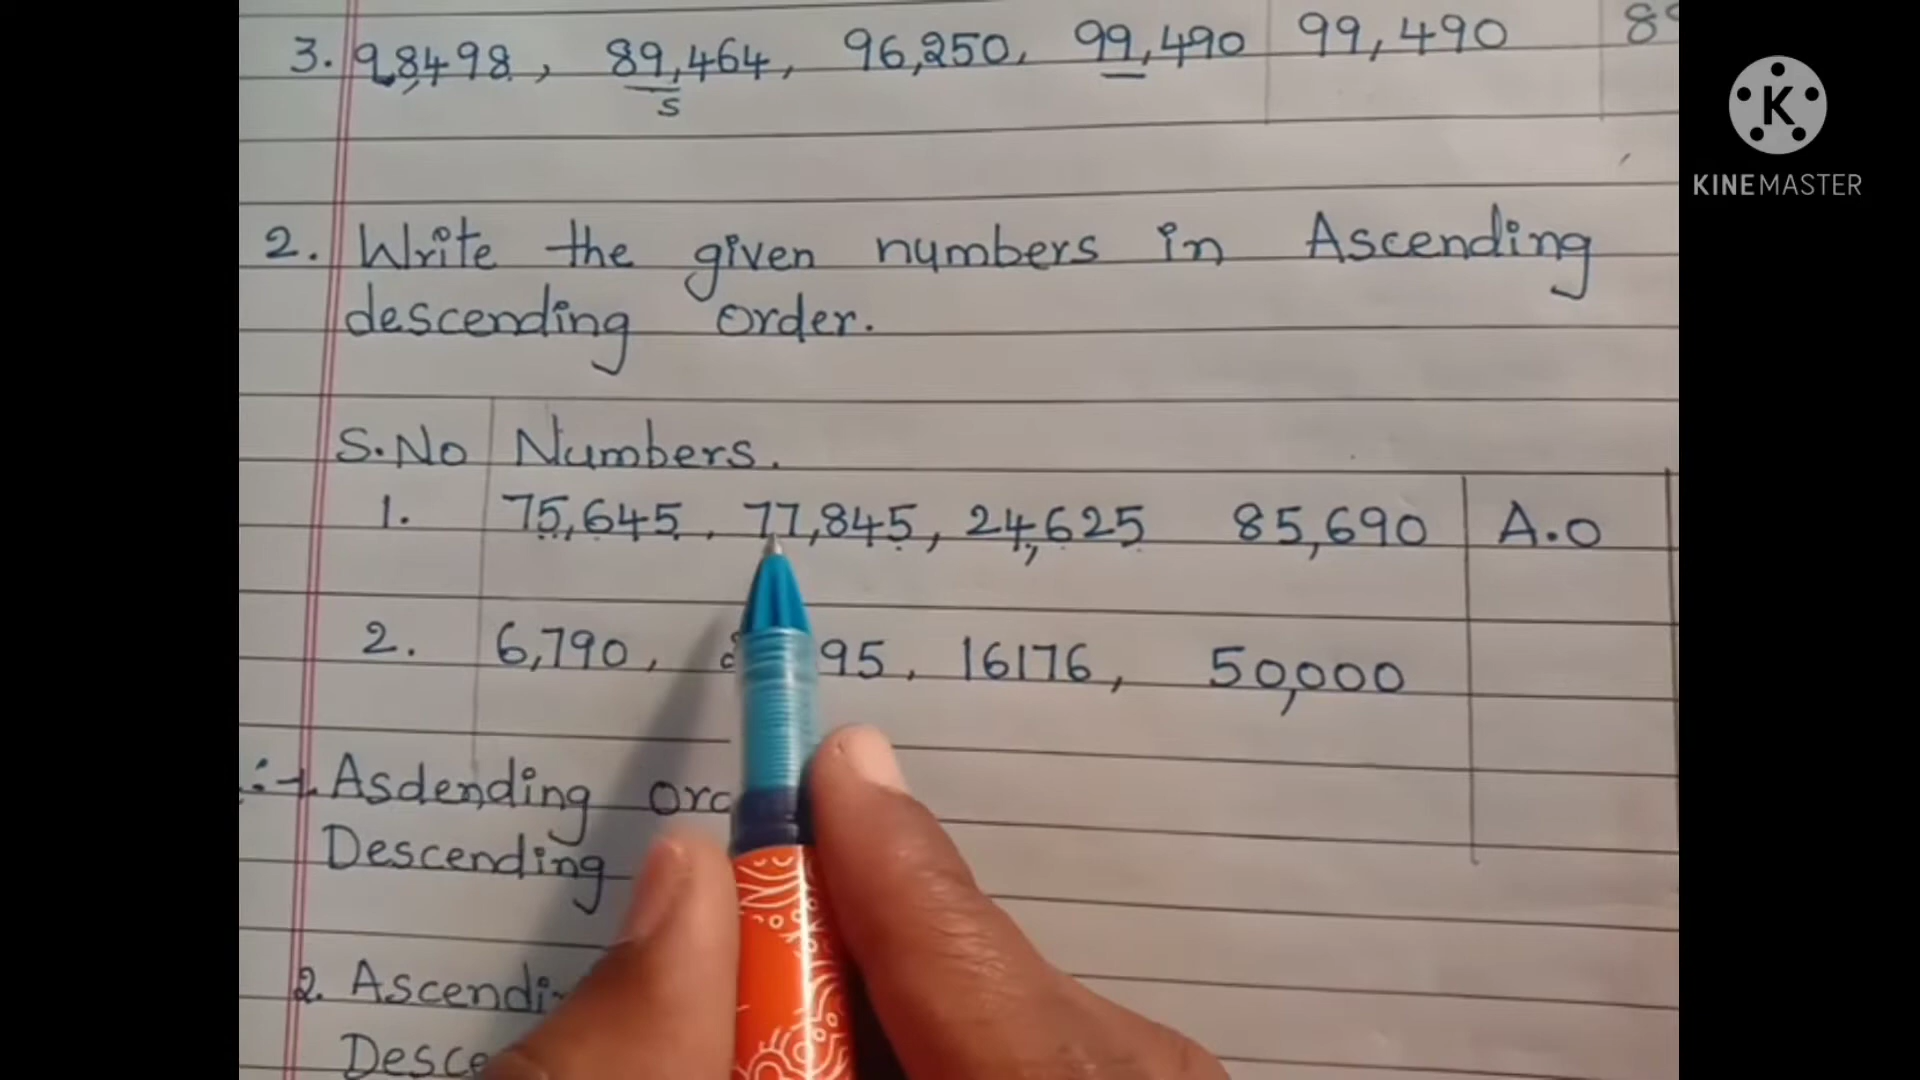 3. 98,498, 89,464, 96,250, 99,490 99,490
s
2. Write the given numbers in Ascending
descending order.
S.No Numbers.
1. 75,645, 77,845, 24,625 85,690 A.O
2. 6,790, 95, 16176, 50,000
:- Asdending
Descending
2.
KINEMASTER